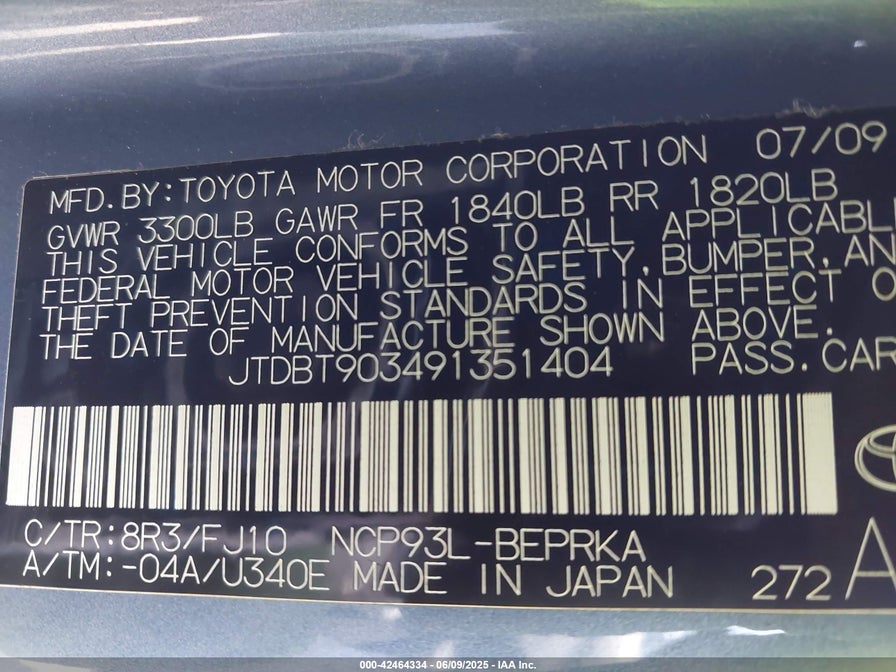 MFD.BY:TOYOTA MOTOR CORPORATION 07/09
GVWR 3300LB GAWR FR 1840LB RR 1820LB
THIS VEHICLE CONFORMS TO ALL APPLICABL
FEDERAL MOTOR VEHICLE SAFETY,BUMPER,AN
THEFT PREVENTION STANDARDS IN EFFECT O
THE DATE OF MANUFACTURE SHOWN ABOVE.
JTDBT903491351404 PASS.CAR
C/TR:8R3/FJ10 NCP93L-BEPRKA
A/TM:-04A/U340E MADE IN JAPAN 272 A
000-42464334 / 06/09/2025 - IAA Inc.